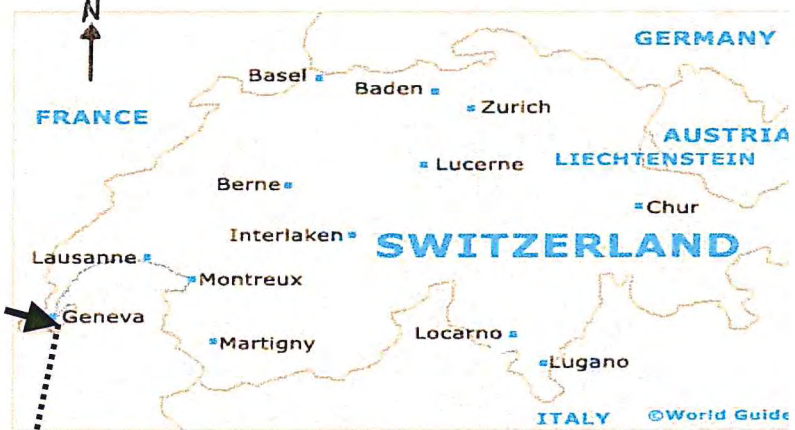 N
GERMANY
Basel
Baden
Zurich
FRANCE
AUSTRIA
LIECHTENSTEIN
Lucerne
Berne
Chur
Interlaken
SWITZERLAND
Lausanne
Montreux
Geneva
Martigny
Locarno
Lugano
ITALY
©World Guide